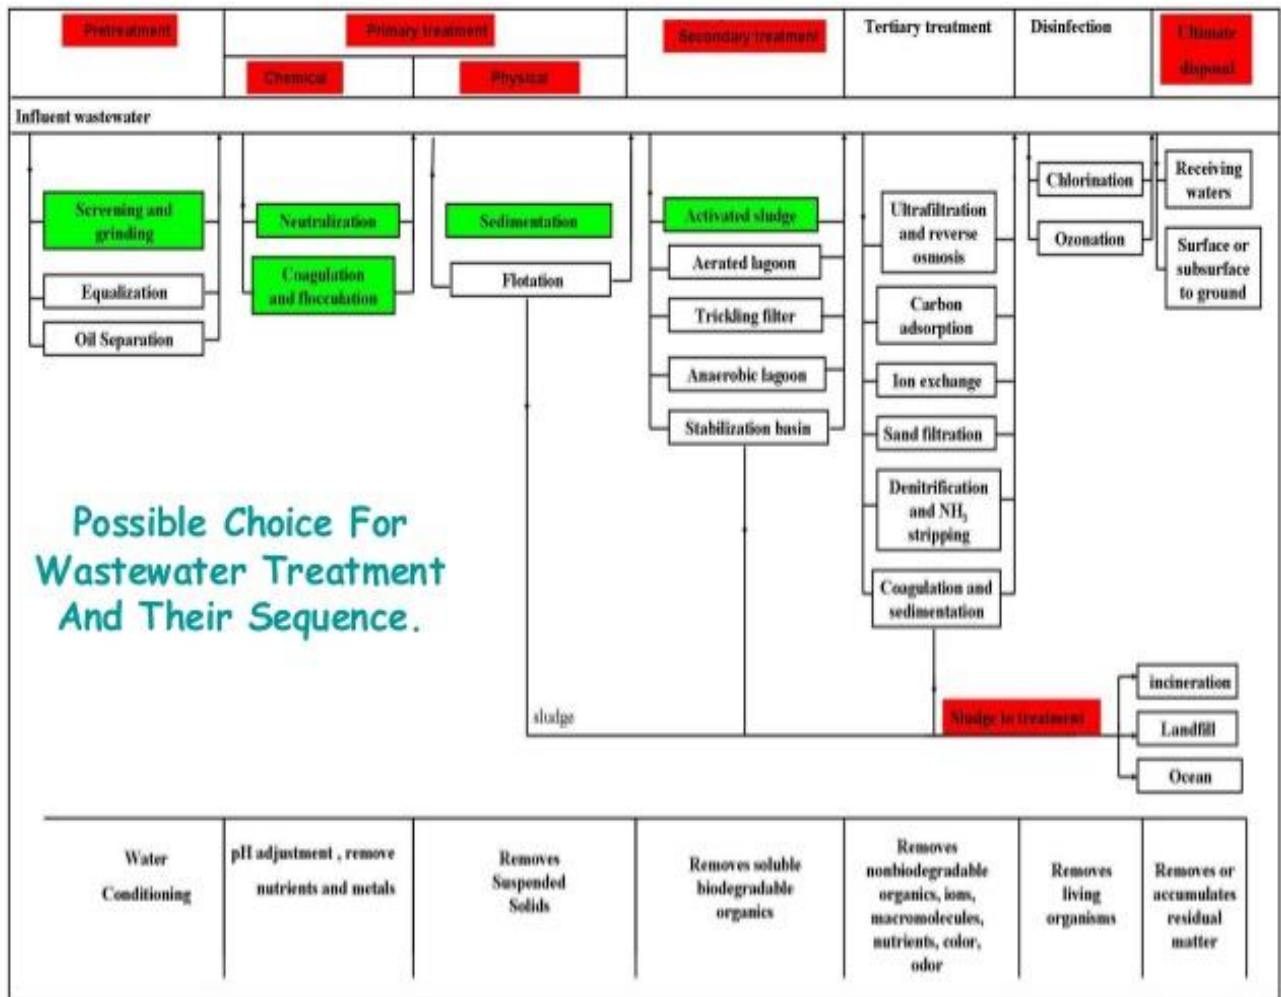 Pretreatment
Primary treatment
Secondary treatment
Tertiary treatment
Disinfection
Ultimate
disposal
Chemical
Physical
Influent wastewater
Screening and
grinding
Equalization
Oil Separation
Neutralization
Coagulation
and flocculation
Sedimentation
Flotation
Activated sludge
Aerated lagoon
Trickling filter
Anaerobic lagoon
Stabilization basin
Ultrafiltration
and reverse
osmosis
Carbon
adsorption
Ion exchange
Sand filtration
Denitrification
and NH₃
stripping
Coagulation and
sedimentation
Chlorination
Ozonation
Receiving
waters
Surface or
subsurface
to ground
Possible Choice For
Wastewater Treatment
And Their Sequence.
sludge
Sludge to treatment
incineration
Landfill
Ocean
Water
Conditioning
pH adjustment , remove
nutrients and metals
Removes
Suspended
Solids
Removes soluble
biodegradable
organics
Removes
nonbiodegradable
organics, ions,
macromolecules,
nutrients, color,
odor
Removes
living
organisms
Removes or
accumulates
residual
matter